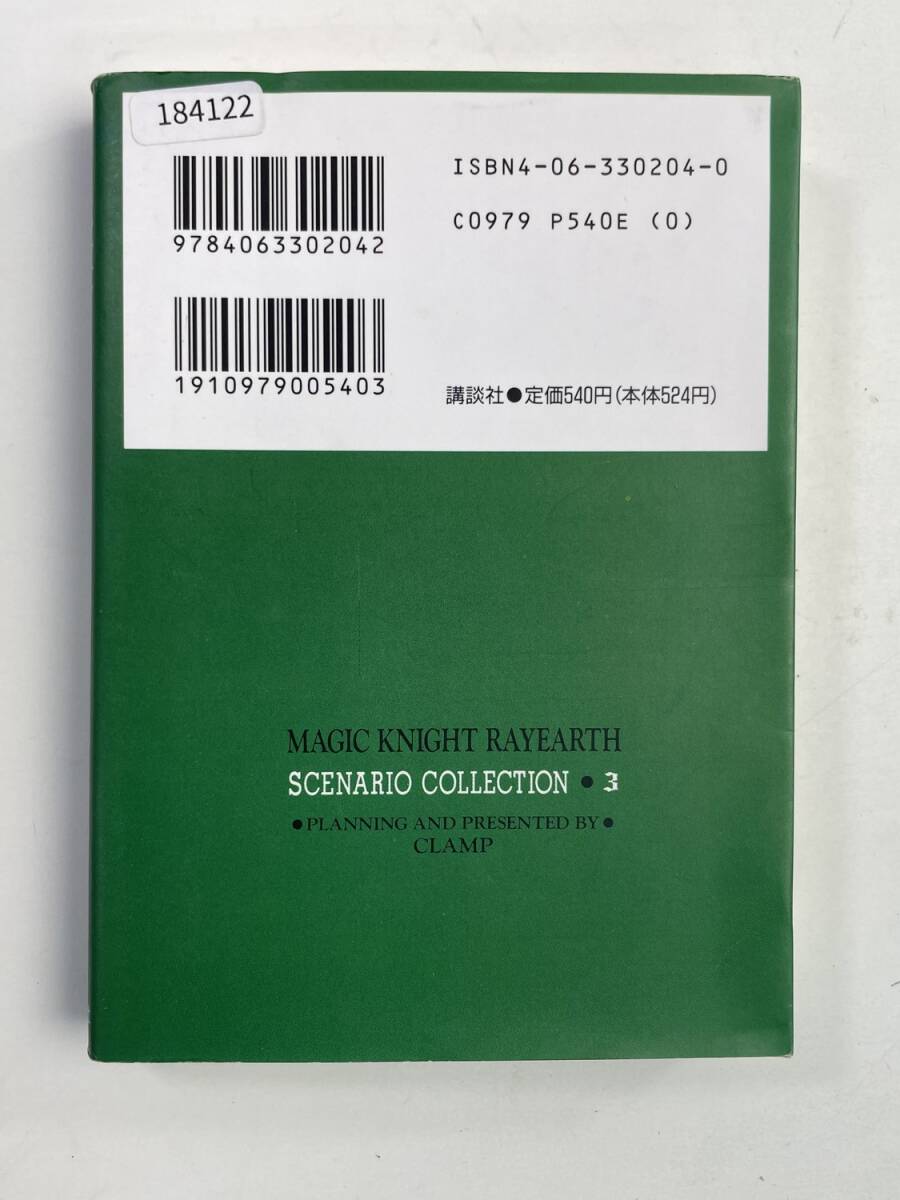 184122
9784063302042
ISBN4-06-330204-0
C0979 P540E (0)
1910979005403
講談社●定価540円(本体524円)
MAGIC KNIGHT RAYEARTH
SCENARIO COLLECTION • 3
•PLANNING AND PRESENTED BY•
CLAMP